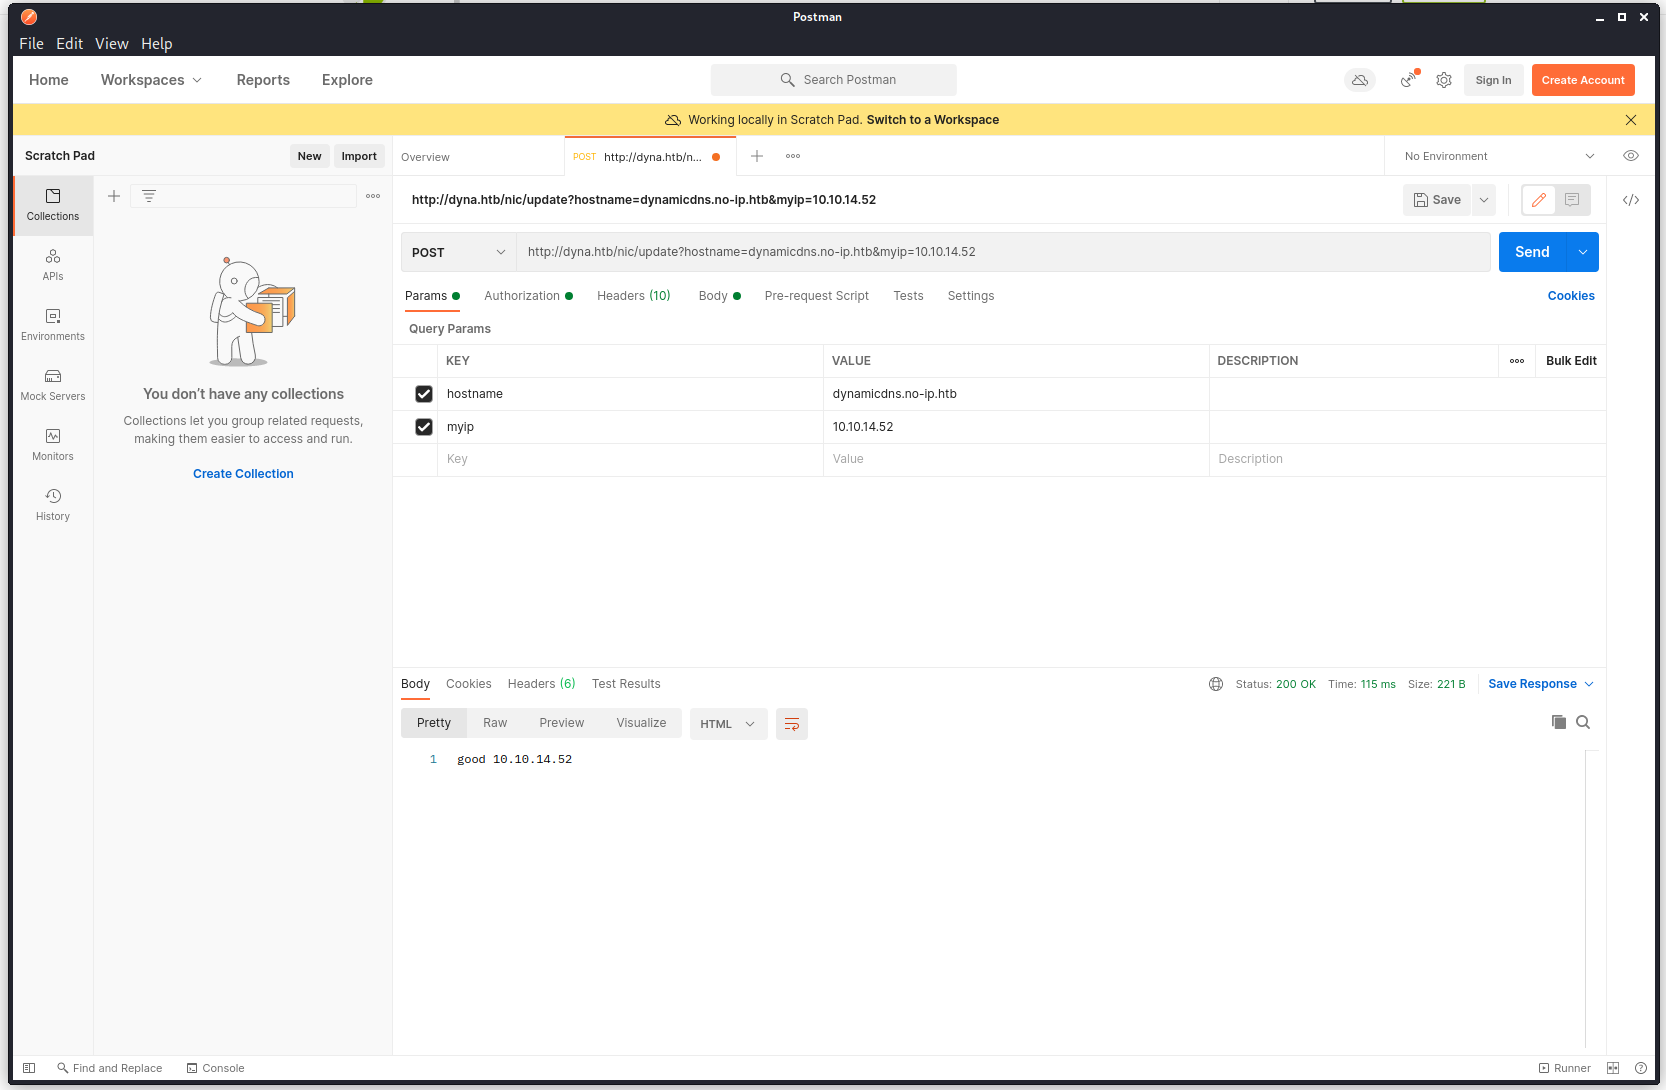 Postman
File Edit View Help
Home Workspaces Reports Explore
Search Postman
Sign In
Create Account
Working locally in Scratch Pad. Switch to a Workspace
Scratch Pad New Import
Overview
POST http://dyna.htb/n...
No Environment
Collections
APIs
Environments
Mock Servers
Monitors
History
You don’t have any collections
Collections let you group related requests,
making them easier to access and run.
Create Collection
http://dyna.htb/nic/update?hostname=dynamicdns.no-ip.htb&myip=10.10.14.52
Save
POST
http://dyna.htb/nic/update?hostname=dynamicdns.no-ip.htb&myip=10.10.14.52
Send
Params Authorization Headers (10) Body Pre-request Script Tests Settings Cookies
Query Params
KEY VALUE DESCRIPTION Bulk Edit
hostname dynamicdns.no-ip.htb
myip 10.10.14.52
Key Value Description
Body Cookies Headers (6) Test Results
Status: 200 OK Time: 115 ms Size: 221 B Save Response
Pretty Raw Preview Visualize HTML
1 good 10.10.14.52
Find and Replace Console Runner